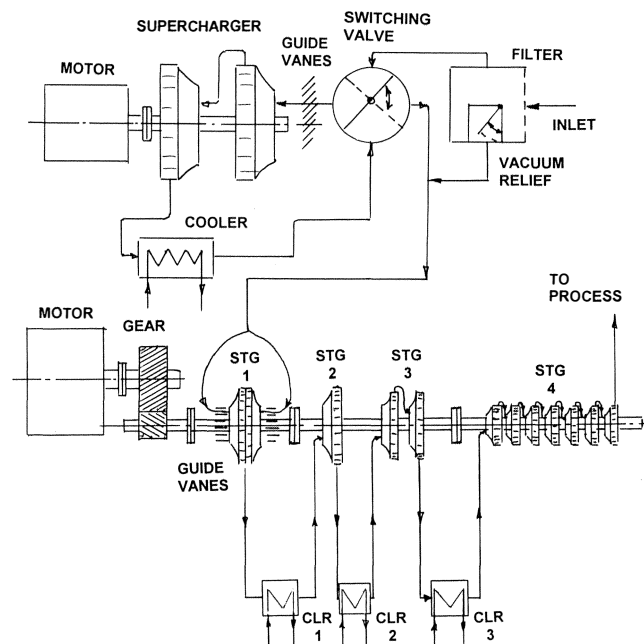 SUPERCHARGER
SWITCHING
VALVE
GUIDE
VANES
FILTER
MOTOR
INLET
VACUUM
RELIEF
COOLER
TO
PROCESS
MOTOR
GEAR
STG
1
STG
2
STG
3
STG
4
GUIDE
VANES
CLR
1
CLR
2
CLR
3